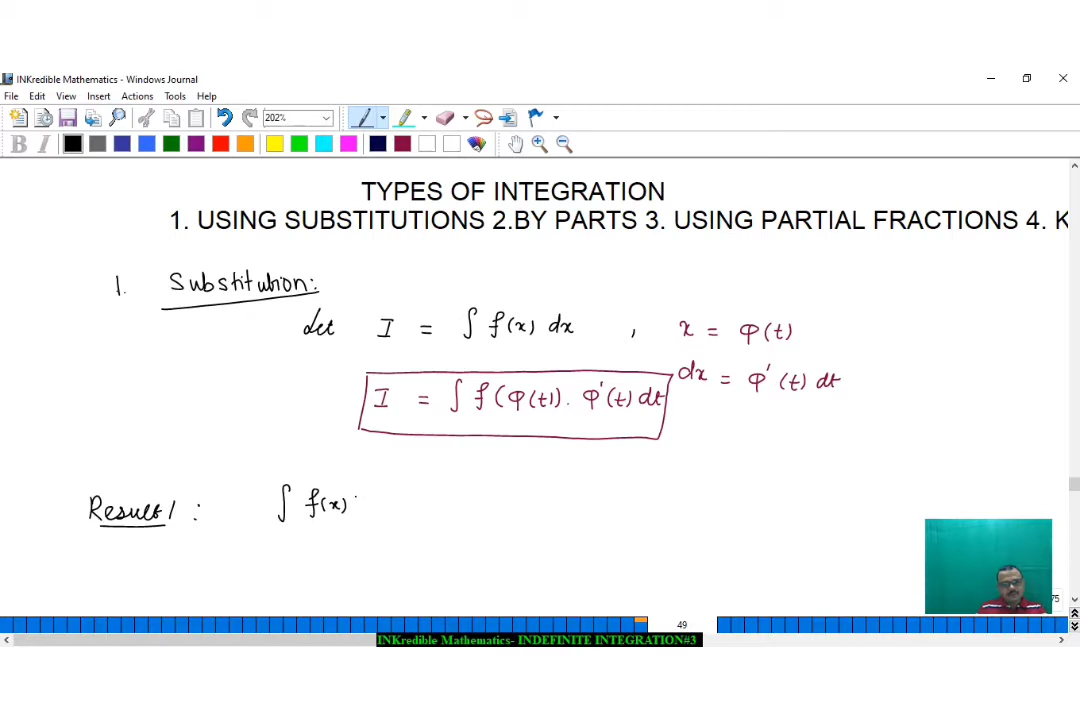 INKredible Mathematics - Windows Journal
File Edit View Insert Actions Tools Help
202%
B I
TYPES OF INTEGRATION
1. USING SUBSTITUTIONS 2.BY PARTS 3. USING PARTIAL FRACTIONS 4. K
1. Substitution:
Let I = ∫ f(x) dx , x = φ(t)
dx = φ'(t) dt
I = ∫ f(φ(t)). φ'(t) dt
Result 1 : ∫ f(x)
75
49
INKredible Mathematics- INDEFINITE INTEGRATION#3